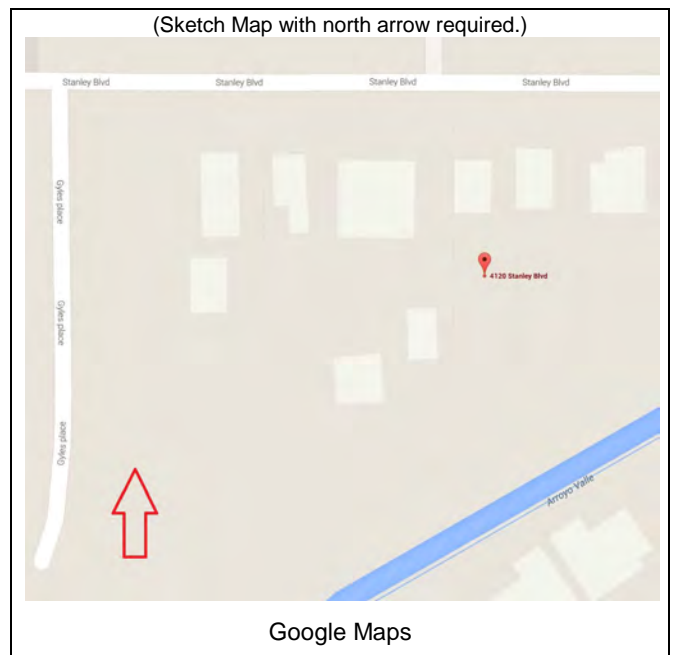 (Sketch Map with north arrow required.)
Stanley Blvd Stanley Blvd Stanley Blvd Stanley Blvd
Gyles place
4120 Stanley Blvd
Gyles place
Gyles place
Arroyo Valle
Google Maps